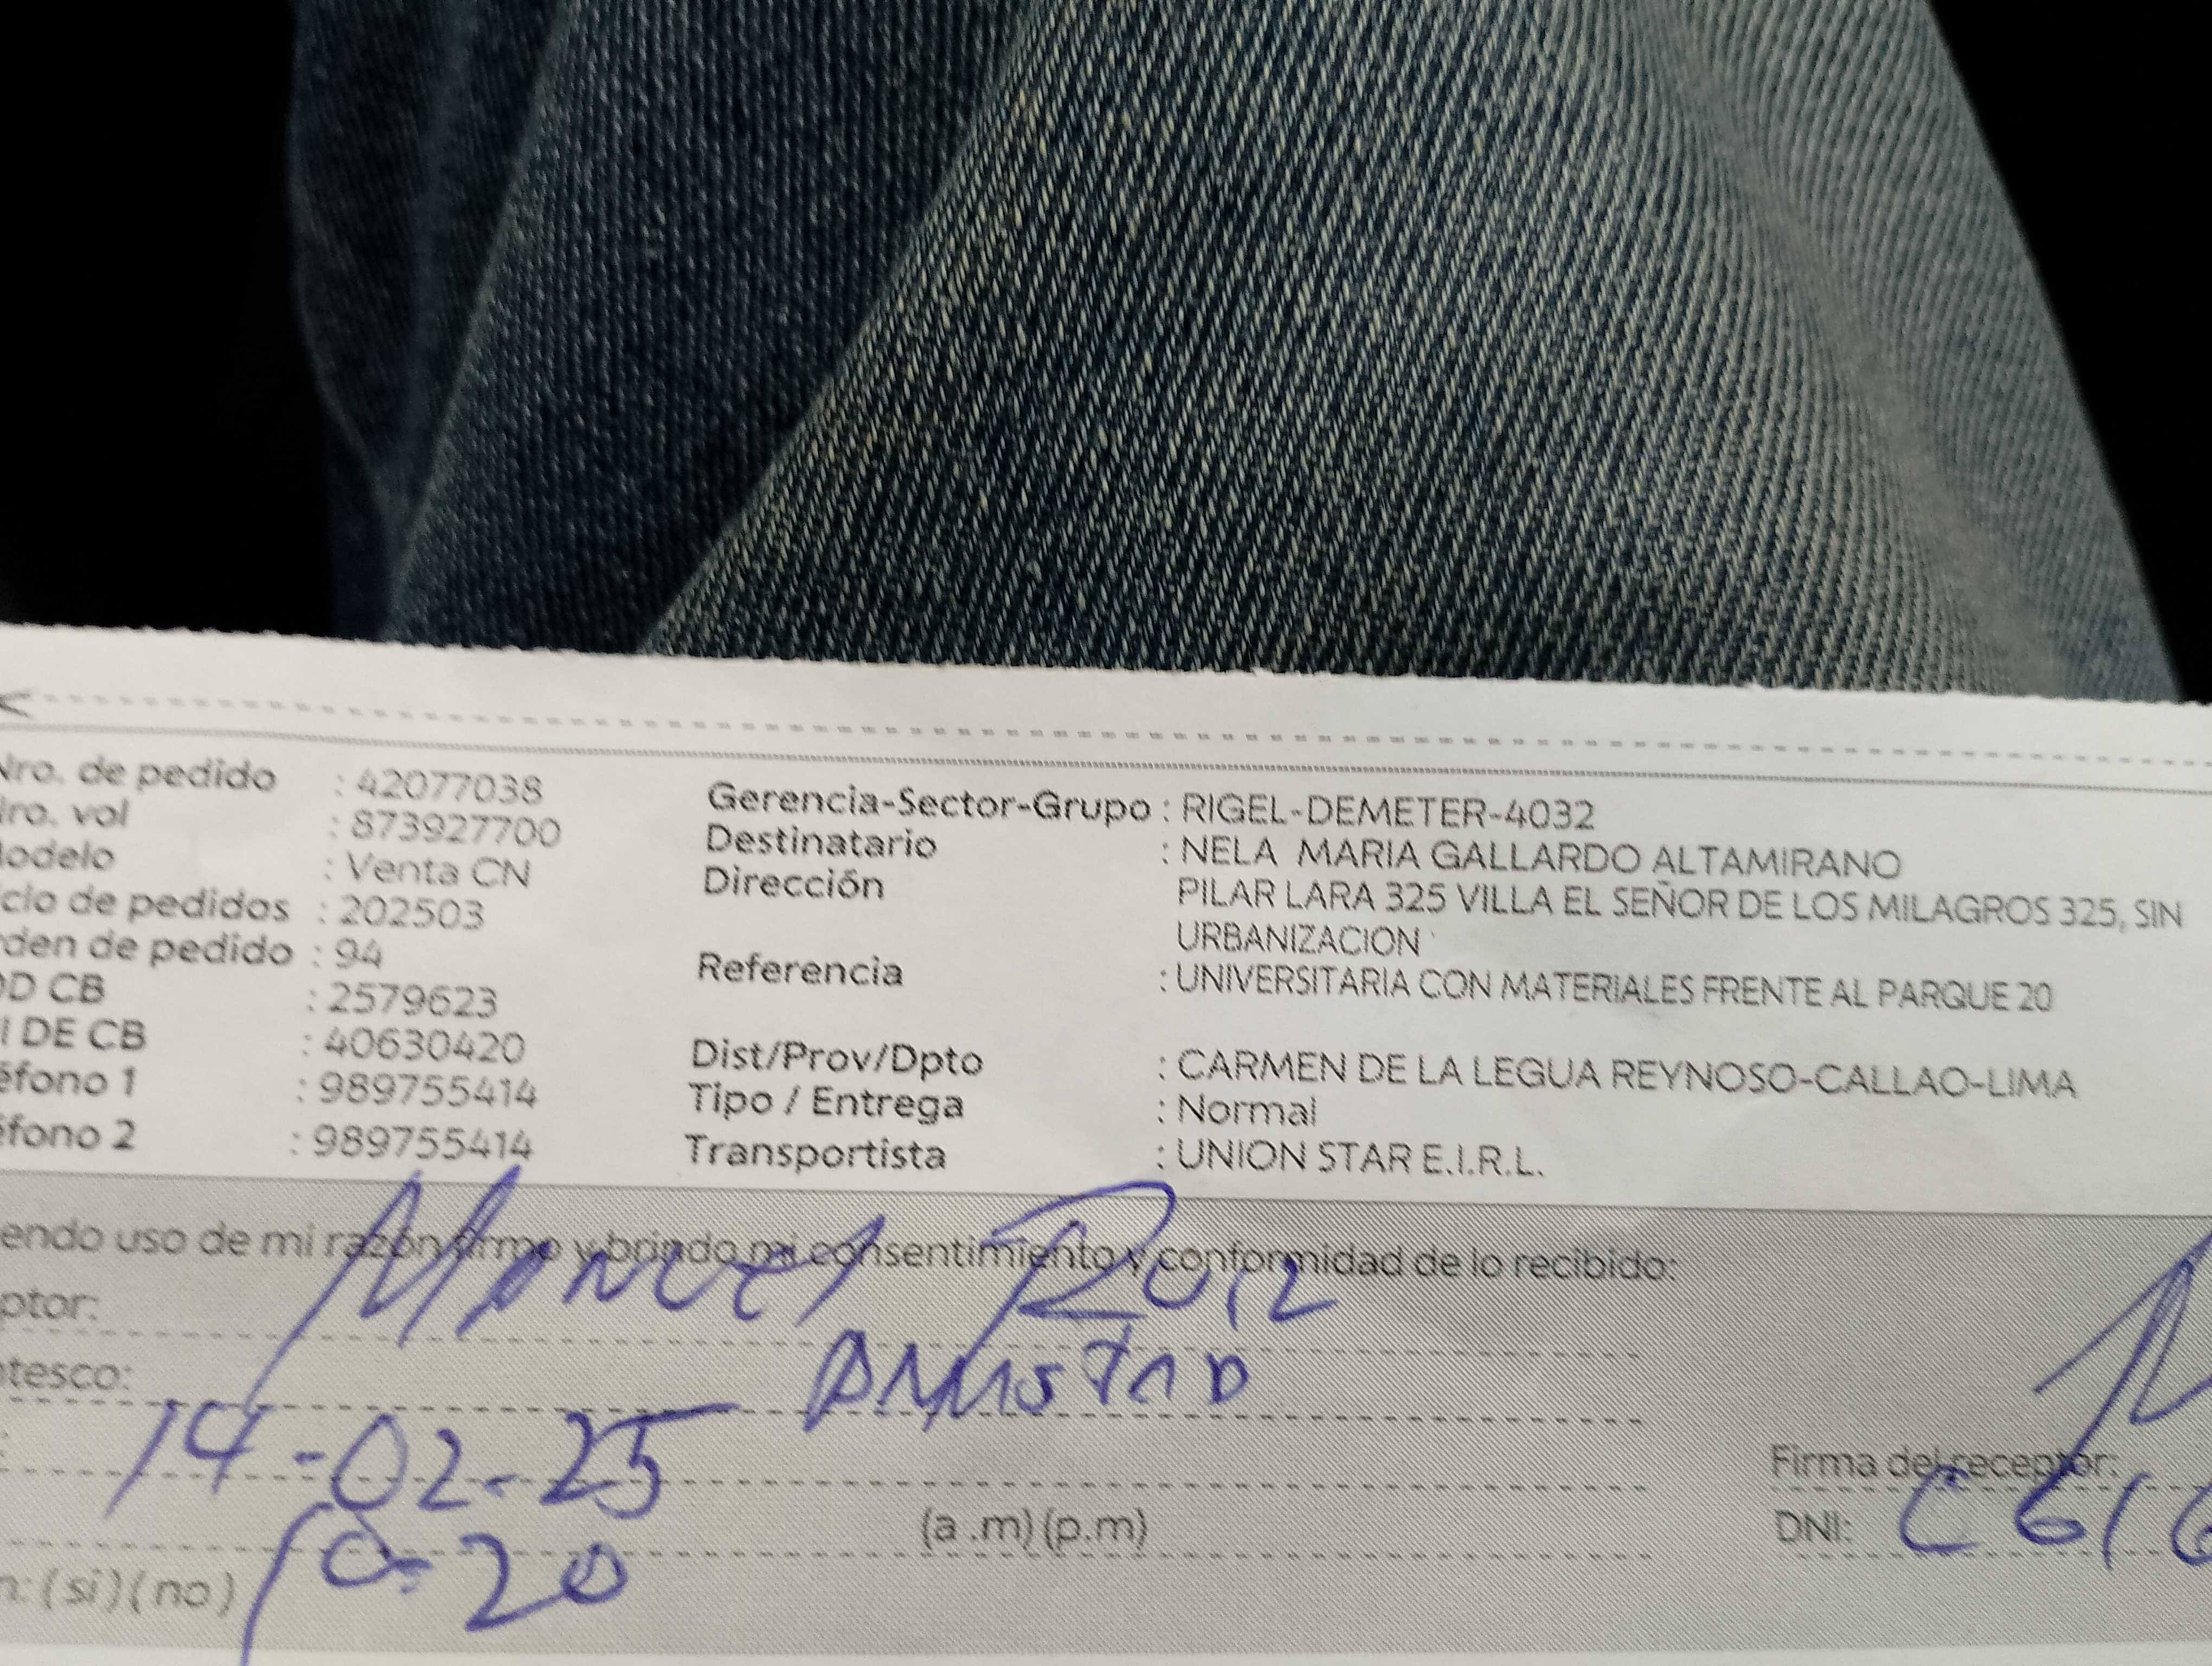 Nro. de pedido : 42077038
Nro. vol : 873927700
Modelo : Venta CN
iclo de pedidos : 202503
rden de pedido : 94
OD CB : 2579623
I DE CB : 40630420
éfono 1 : 989755414
éfono 2 : 989755414
Gerencia-Sector-Grupo : RIGEL-DEMETER-4032
Destinatario : NELA MARIA GALLARDO ALTAMIRANO
Dirección PILAR LARA 325 VILLA EL SEÑOR DE LOS MILAGROS 325, SIN
URBANIZACION
Referencia : UNIVERSITARIA CON MATERIALES FRENTE AL PARQUE 20
Dist/Prov/Dpto : CARMEN DE LA LEGUA REYNOSO-CALLAO-LIMA
Tipo / Entrega : Normal
Transportista : UNION STAR E.I.R.L.
endo uso de mi razón firmo y brindo mi consentimiento y conformidad de lo recibido:
ptor: Manuel Ruiz
ntesco: Amistad
: 14-02-25
10:20 (a .m) (p.m)
n: (si) (no)
Firma del receptor:
DNI: